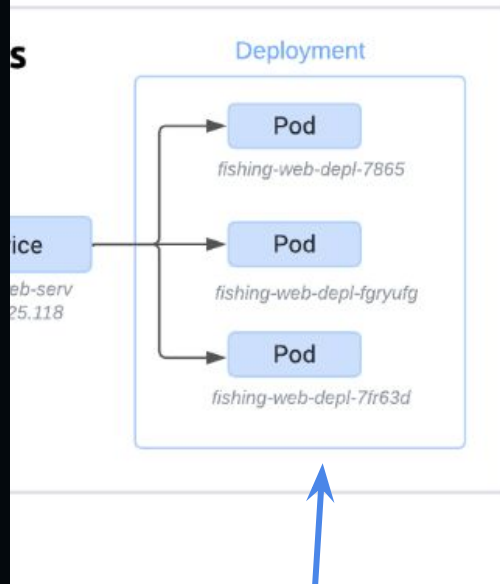 s
Deployment
Pod
fishing-web-depl-7865
ice
eb-serv
25.118
Pod
fishing-web-depl-fgryufg
Pod
fishing-web-depl-7fr63d